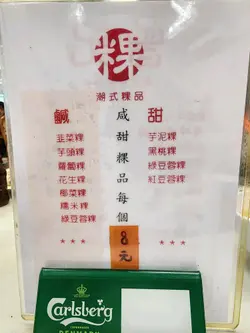 粿
潮式粿品
鹹
韮菜粿
芋頭粿
蘿蔔粿
花生粿
椰菜粿
糯米粿
綠豆蓉粿
★★★
咸甜粿品每個
8元
甜
芋泥粿
黑桃粿
綠豆蓉粿
紅豆蓉粿
★★★
Carlsberg